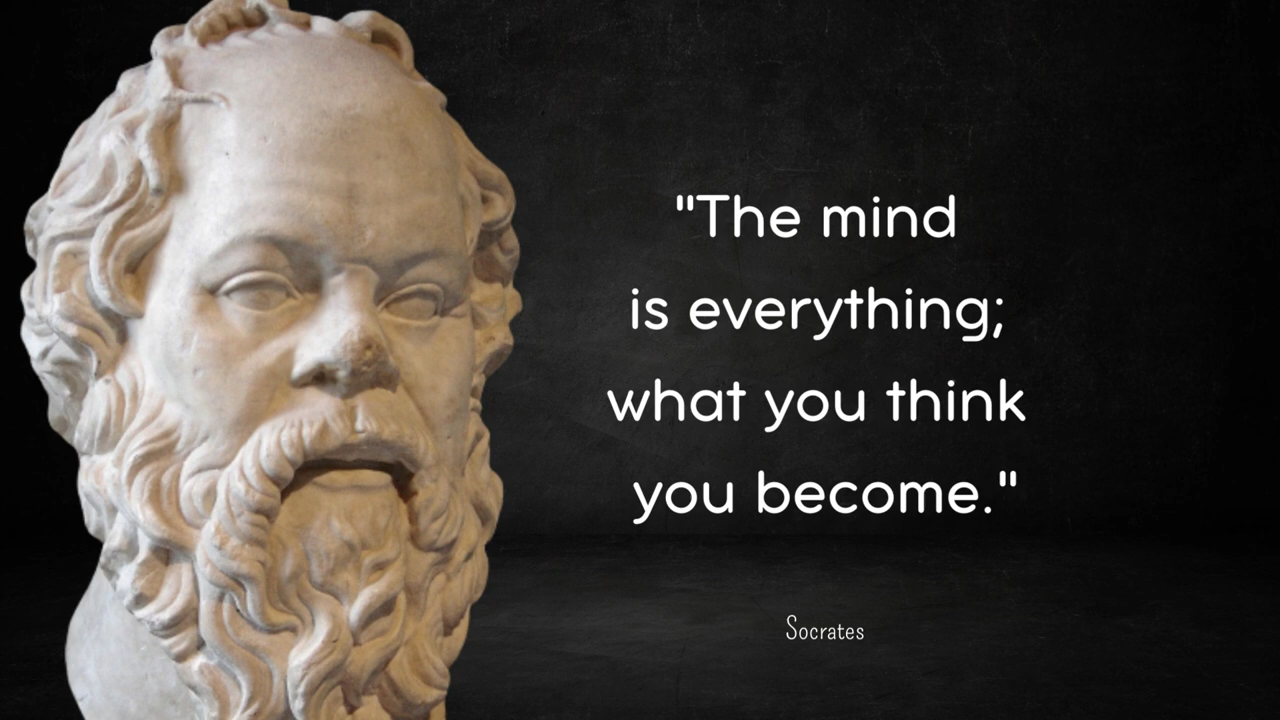 "The mind
is everything;
what you think
you become."
Socrates